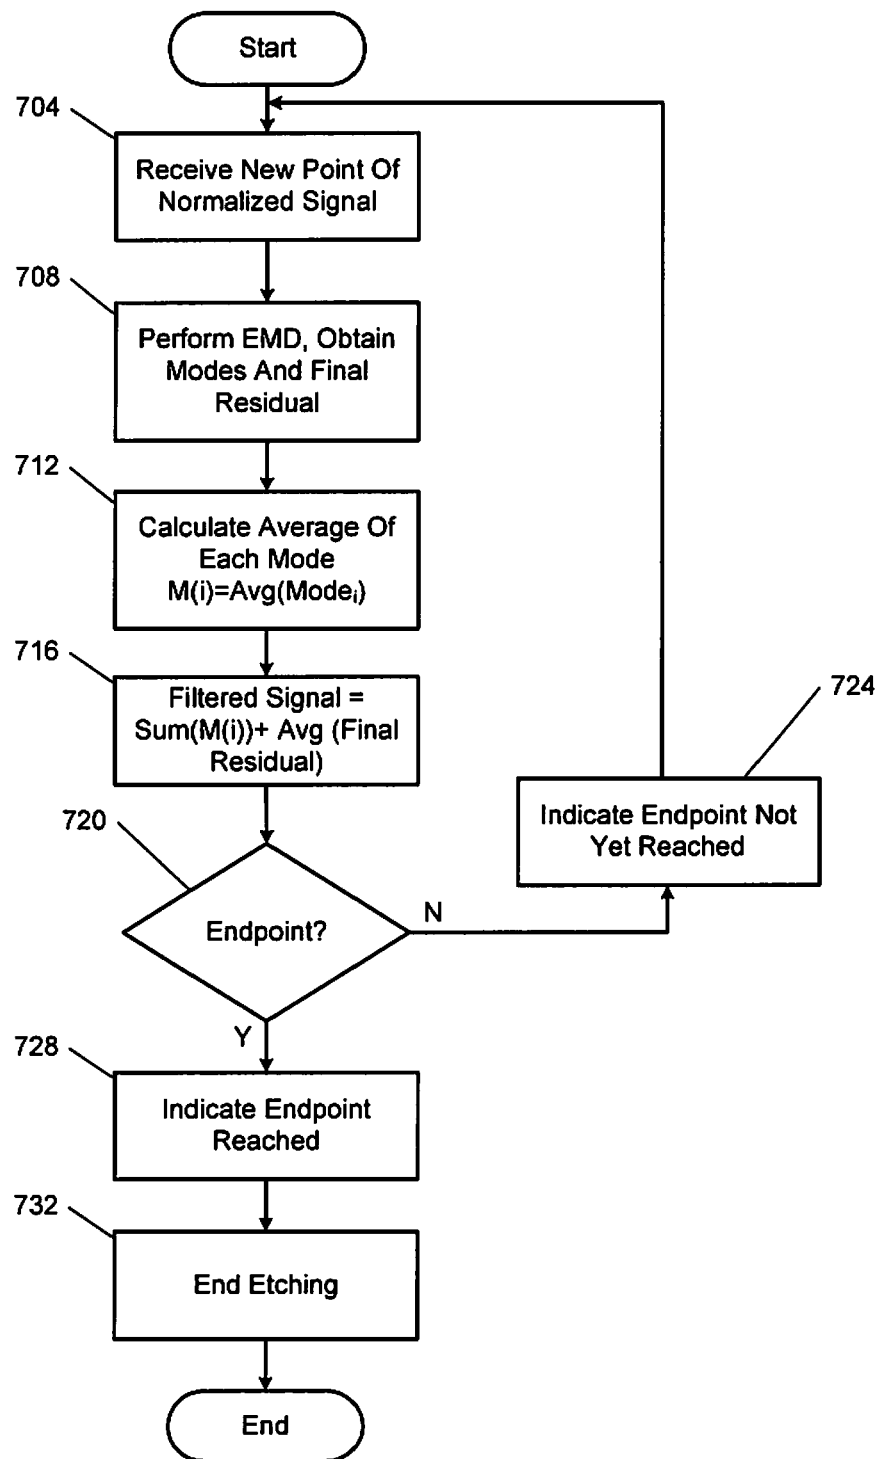 Start
704
Receive New Point Of
Normalized Signal
708
Perform EMD, Obtain
Modes And Final
Residual
712
Calculate Average Of
Each Mode
M(i)=Avg(Modeᵢ)
716
Filtered Signal =
Sum(M(i))+ Avg (Final
Residual)
724
Indicate Endpoint Not
Yet Reached
720
Endpoint?
N
Y
728
Indicate Endpoint
Reached
732
End Etching
End